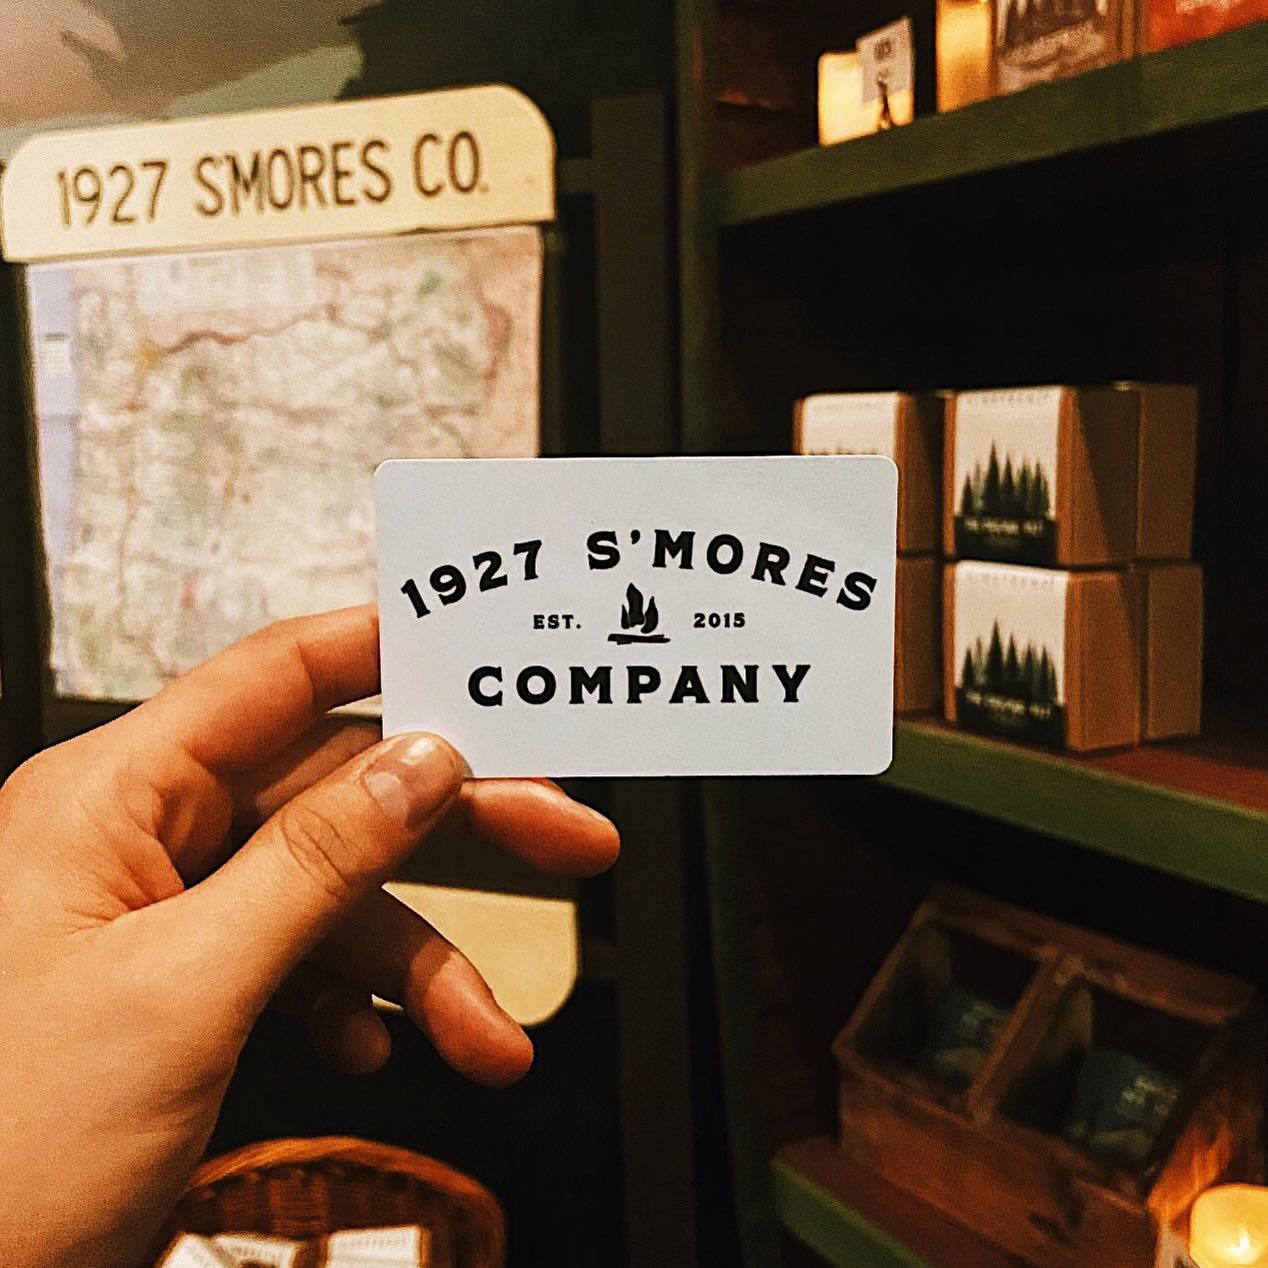 1927 S'MORES CO.
1927 S'MORES
EST. 2015
COMPANY